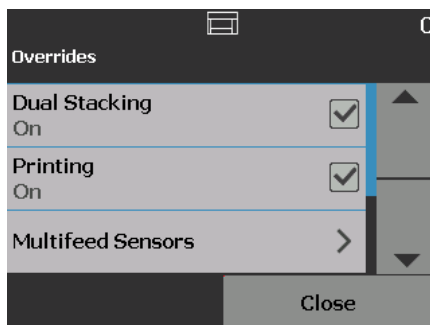 Overrides
Dual Stacking
On
Printing
On
Multifeed Sensors
Close